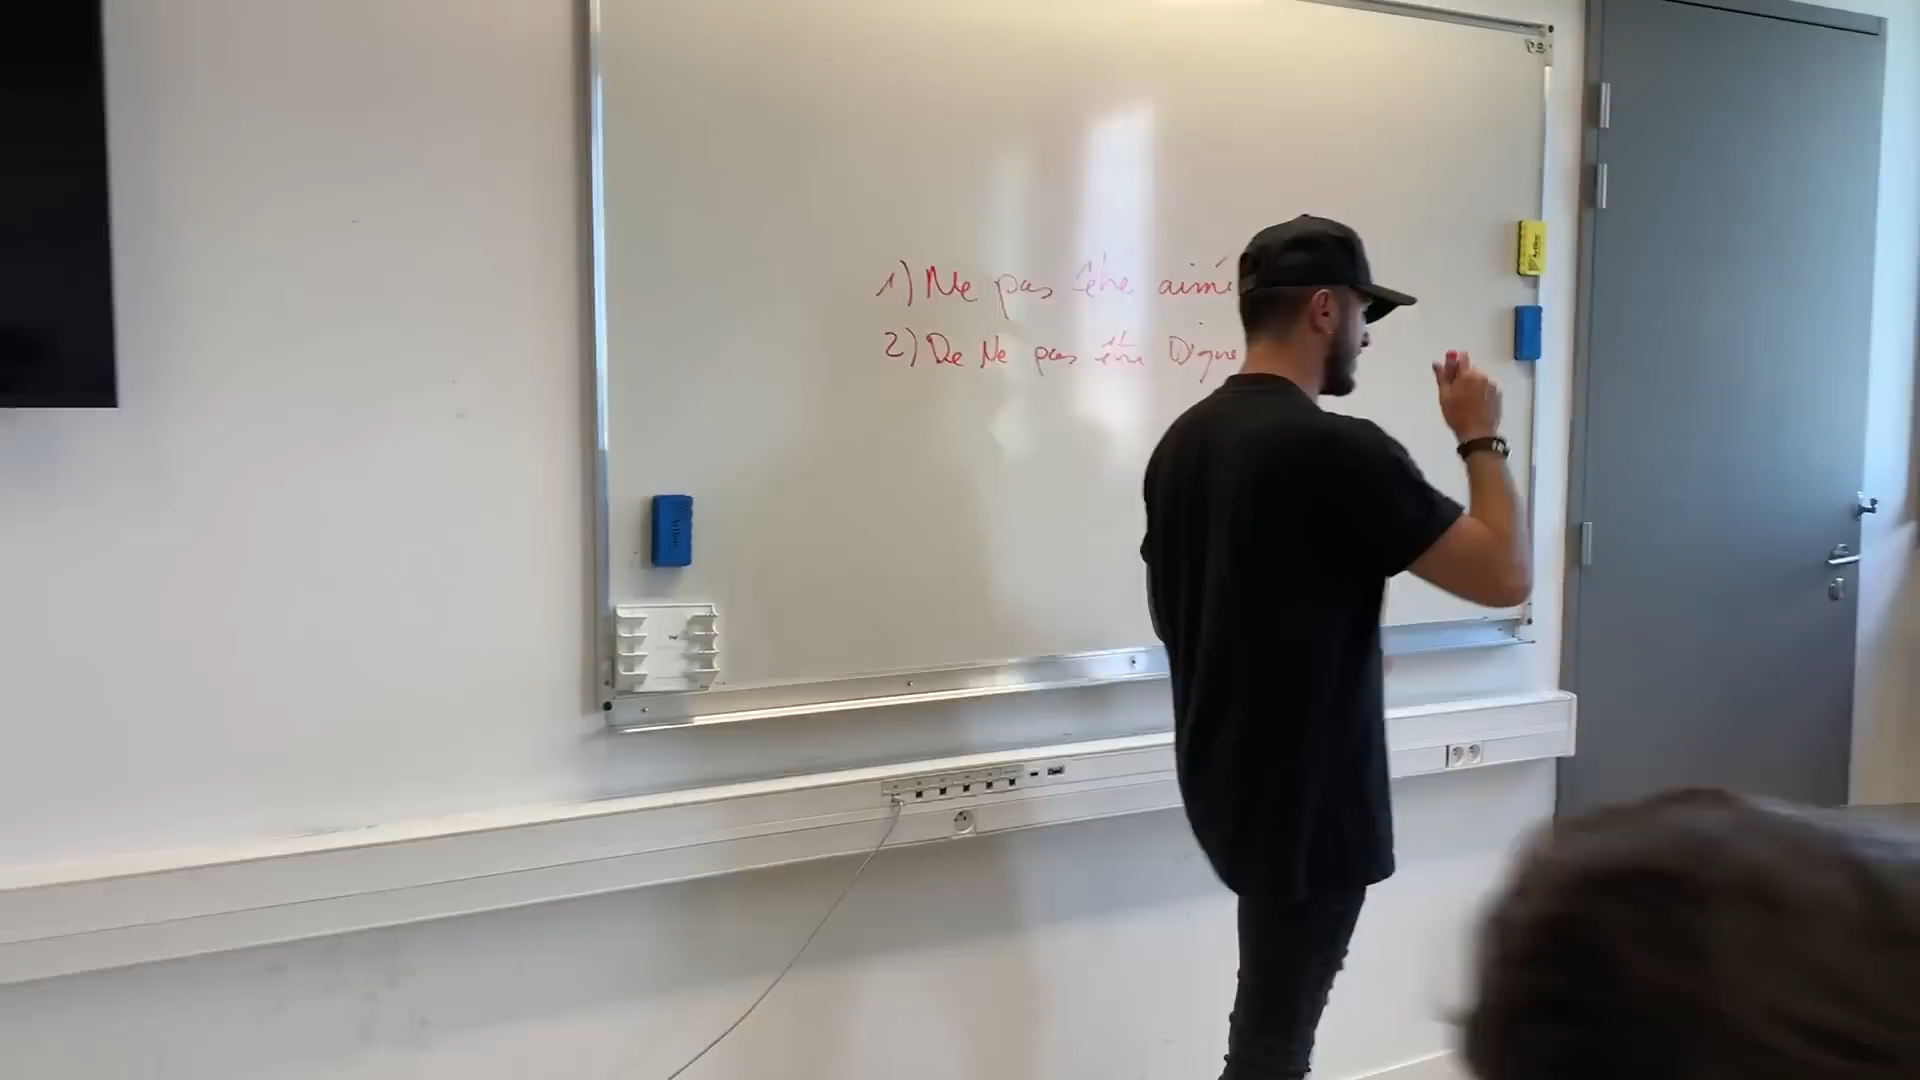 1) Ne pas être aimé
2) De Ne pas être Digne